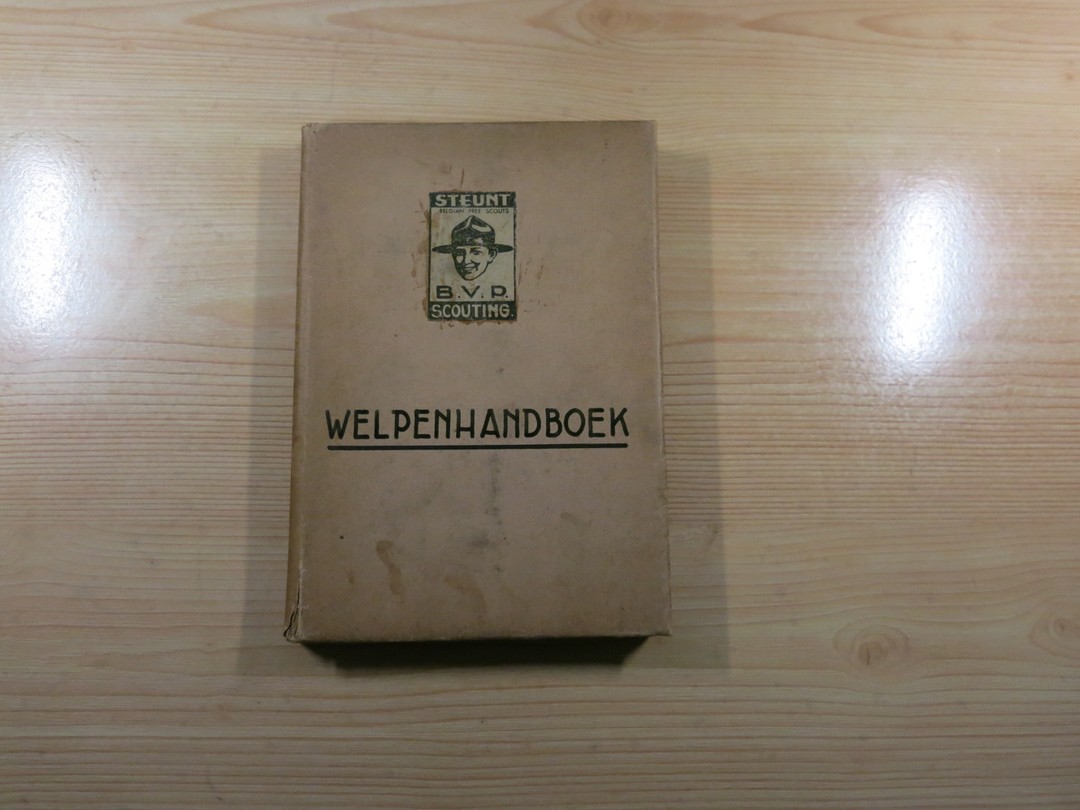 STEUNT
BELGIAN FREE SCOUTS
B.V.P.
SCOUTING.
WELPENHANDBOEK